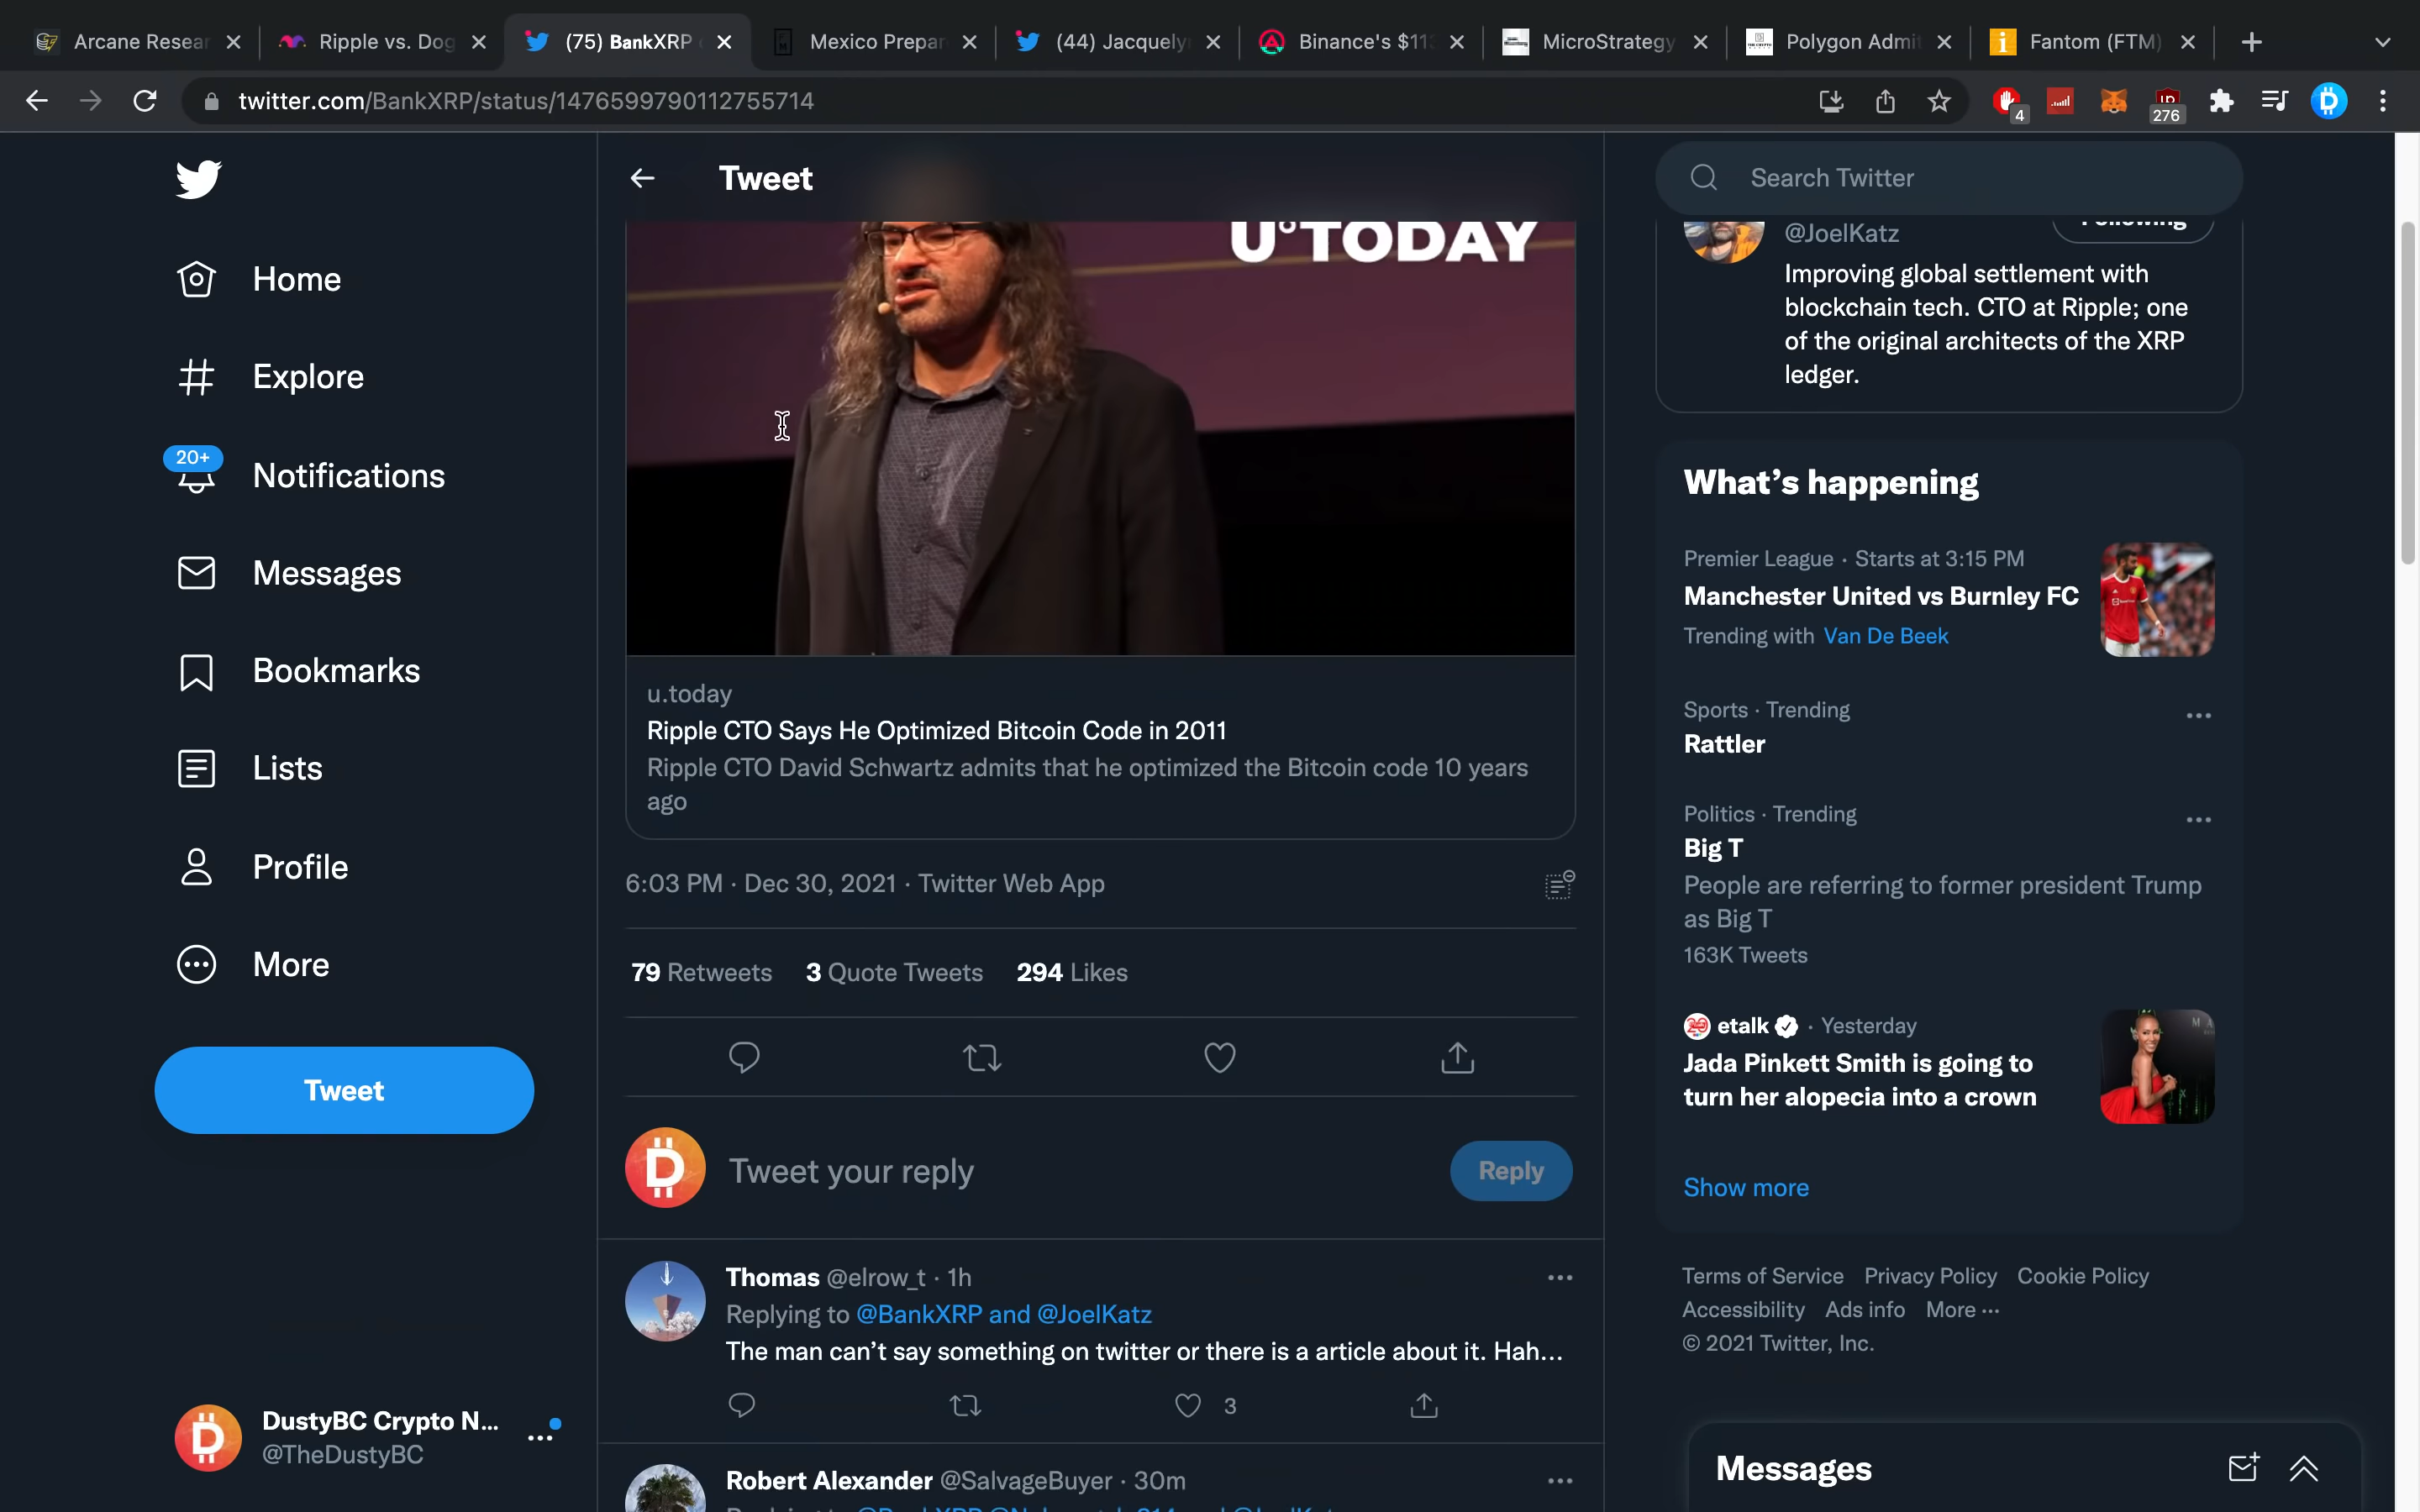 Arcane Resear
Ripple vs. Dog
(75) BankXRP
Mexico Prepar
(44) Jacquely
Binance's $11
MicroStrategy
Polygon Admi
Fantom (FTM)
twitter.com/BankXRP/status/1476599790112755714
4
276
Home
Explore
20+
Notifications
Messages
Bookmarks
Lists
Profile
More
Tweet
DustyBC Crypto N...
@TheDustyBC
Tweet
U°TODAY
u.today
Ripple CTO Says He Optimized Bitcoin Code in 2011
Ripple CTO David Schwartz admits that he optimized the Bitcoin code 10 years
ago
6:03 PM · Dec 30, 2021 · Twitter Web App
79 Retweets 3 Quote Tweets 294 Likes
Tweet your reply
Reply
Thomas @elrow_t · 1h
Replying to @BankXRP and @JoelKatz
The man can’t say something on twitter or there is a article about it. Hah...
3
Robert Alexander @SalvageBuyer · 30m
Search Twitter
@JoelKatz
Following
Improving global settlement with
blockchain tech. CTO at Ripple; one
of the original architects of the XRP
ledger.
What’s happening
Premier League · Starts at 3:15 PM
Manchester United vs Burnley FC
Trending with Van De Beek
Sports · Trending
Rattler
Politics · Trending
Big T
People are referring to former president Trump
as Big T
163K Tweets
etalk · Yesterday
Jada Pinkett Smith is going to
turn her alopecia into a crown
Show more
Terms of Service Privacy Policy Cookie Policy
Accessibility Ads info More ···
© 2021 Twitter, Inc.
Messages